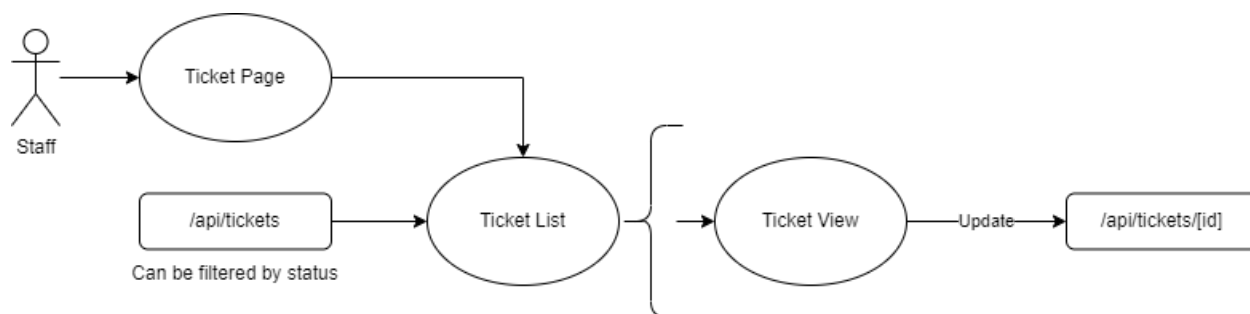 Ticket Page
Staff
/api/tickets
Ticket List
Ticket View
Update
/api/tickets/[id]
Can be filtered by status